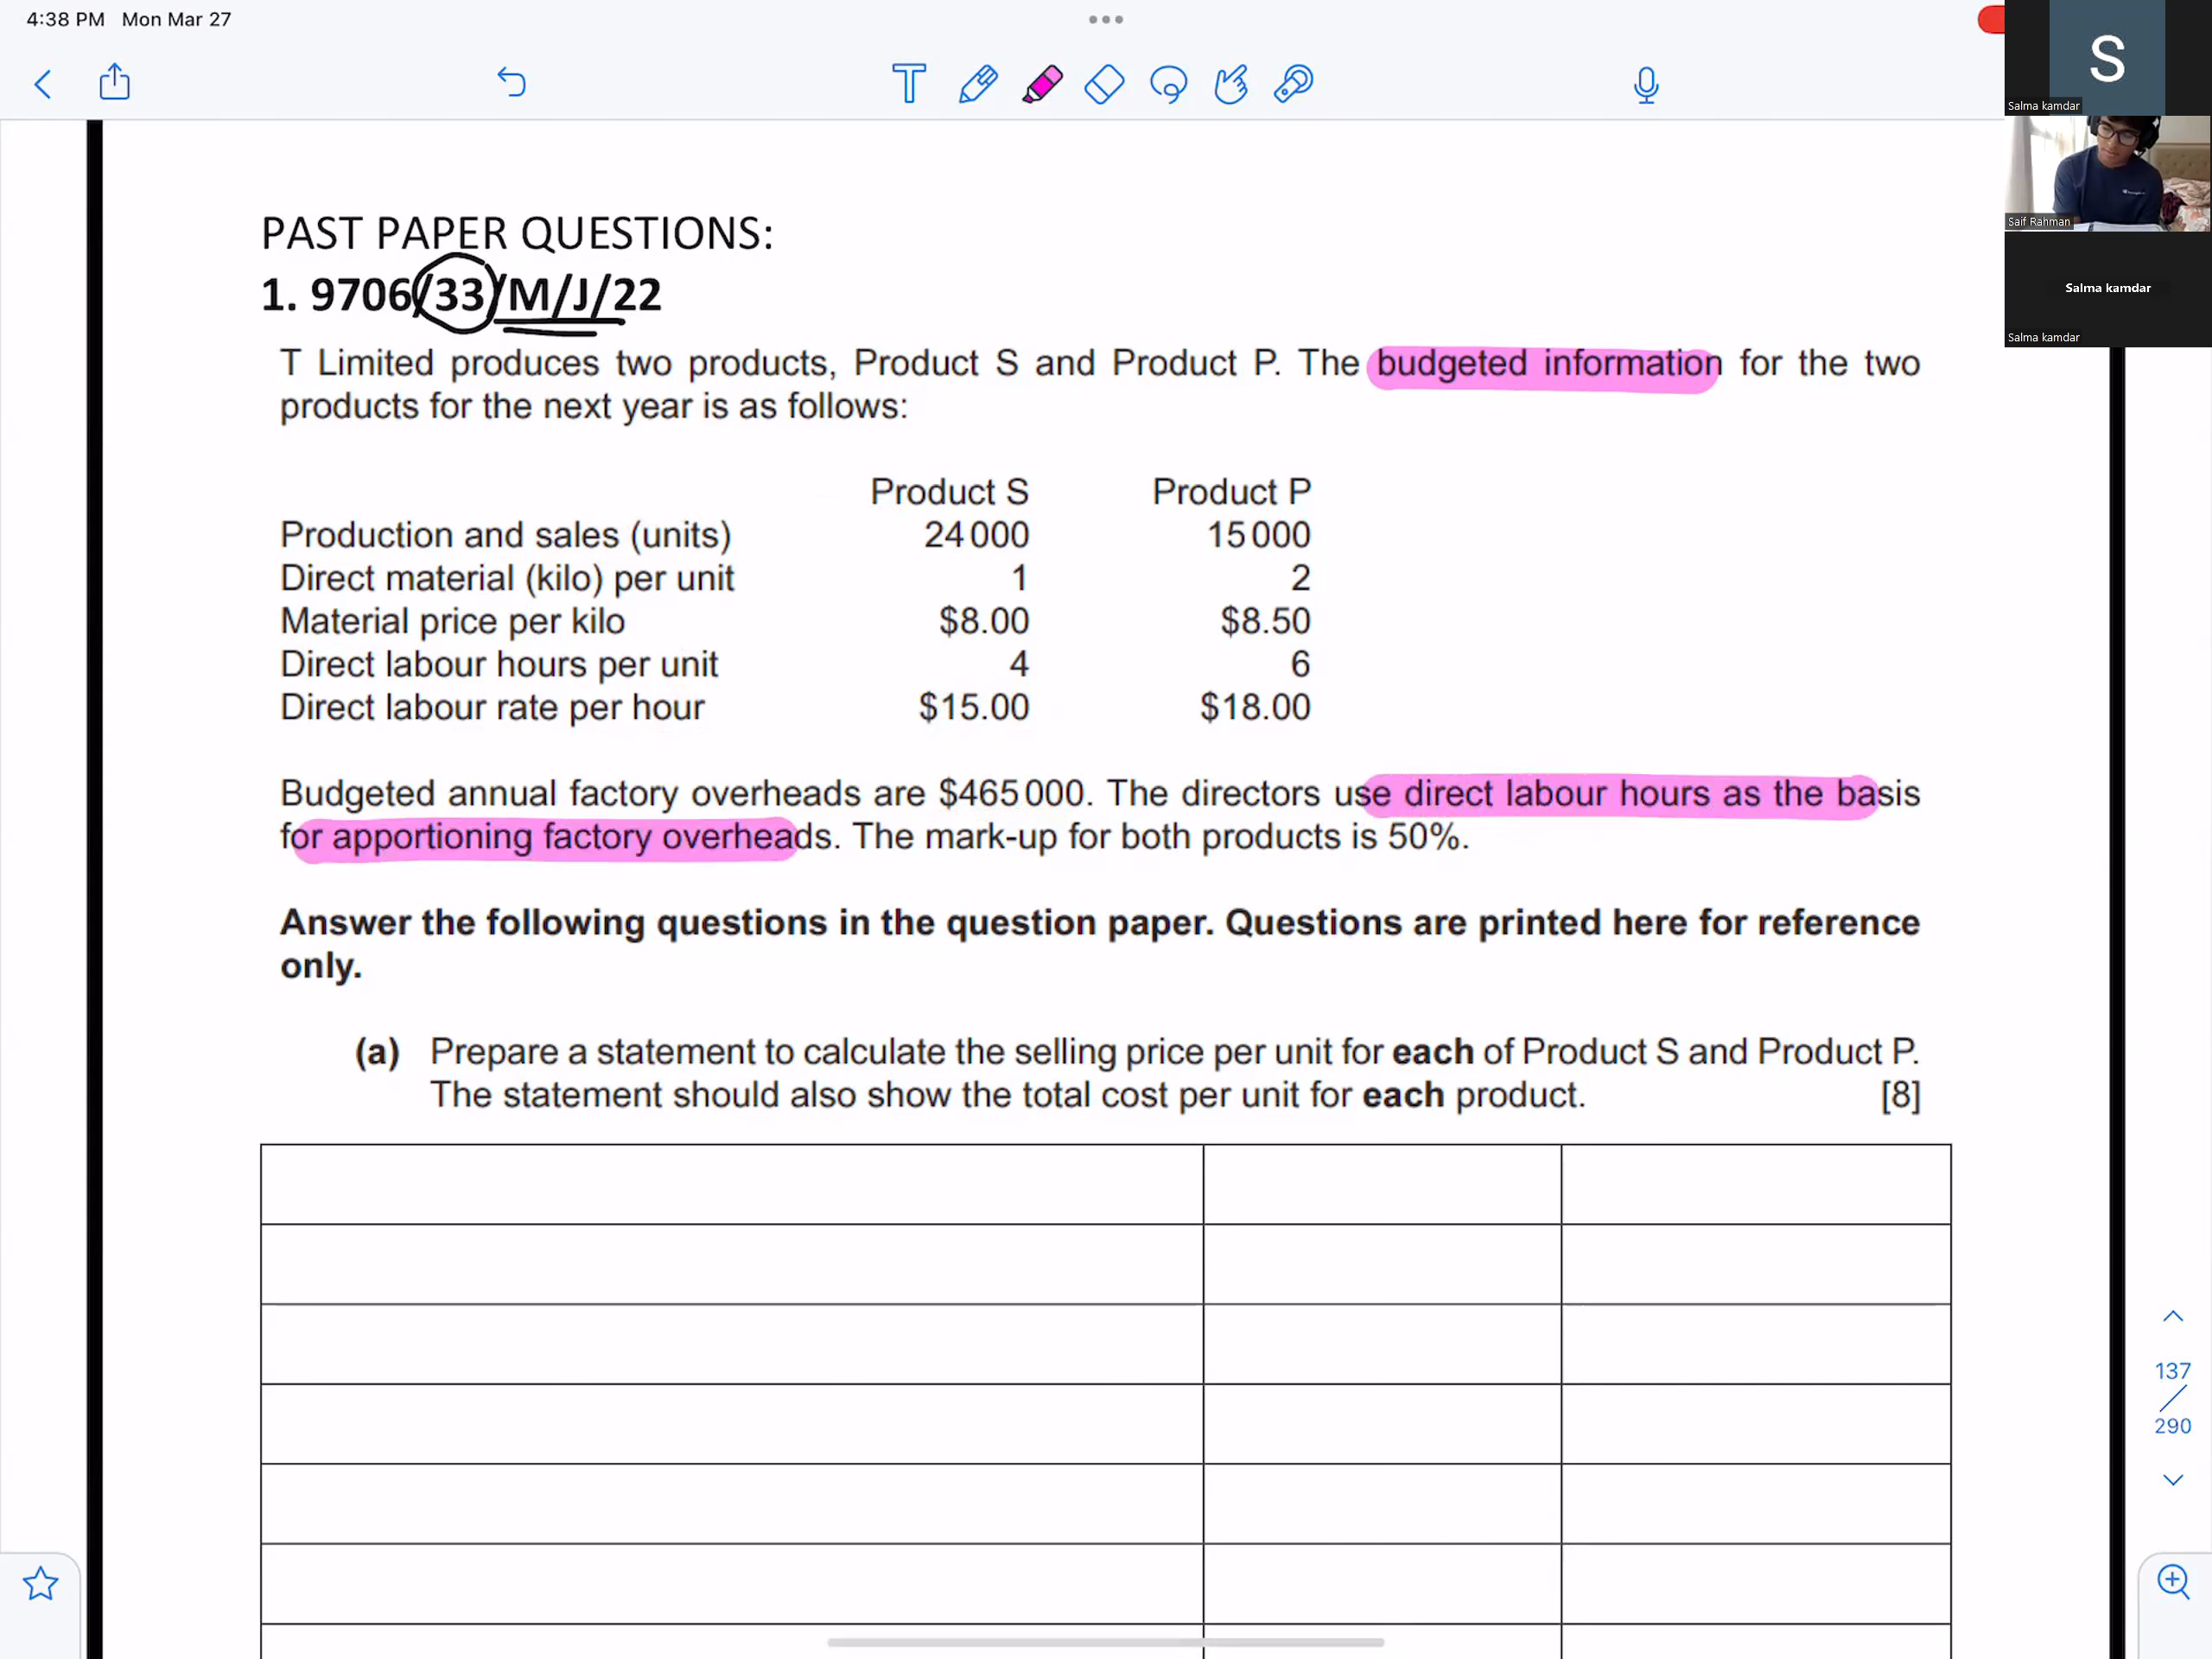 4:38 PM Mon Mar 27
S
Salma kamdar
Saif Rahman
Salma kamdar
Salma kamdar
PAST PAPER QUESTIONS:
1. 9706/33/M/J/22
T Limited produces two products, Product S and Product P. The budgeted information for the two
products for the next year is as follows:
Product S Product P
Production and sales (units) 24 000 15 000
Direct material (kilo) per unit 1 2
Material price per kilo $8.00 $8.50
Direct labour hours per unit 4 6
Direct labour rate per hour $15.00 $18.00
Budgeted annual factory overheads are $465 000. The directors use direct labour hours as the basis
for apportioning factory overheads. The mark-up for both products is 50%.
Answer the following questions in the question paper. Questions are printed here for reference
only.
(a) Prepare a statement to calculate the selling price per unit for each of Product S and Product P.
The statement should also show the total cost per unit for each product. [8]
137
/
290